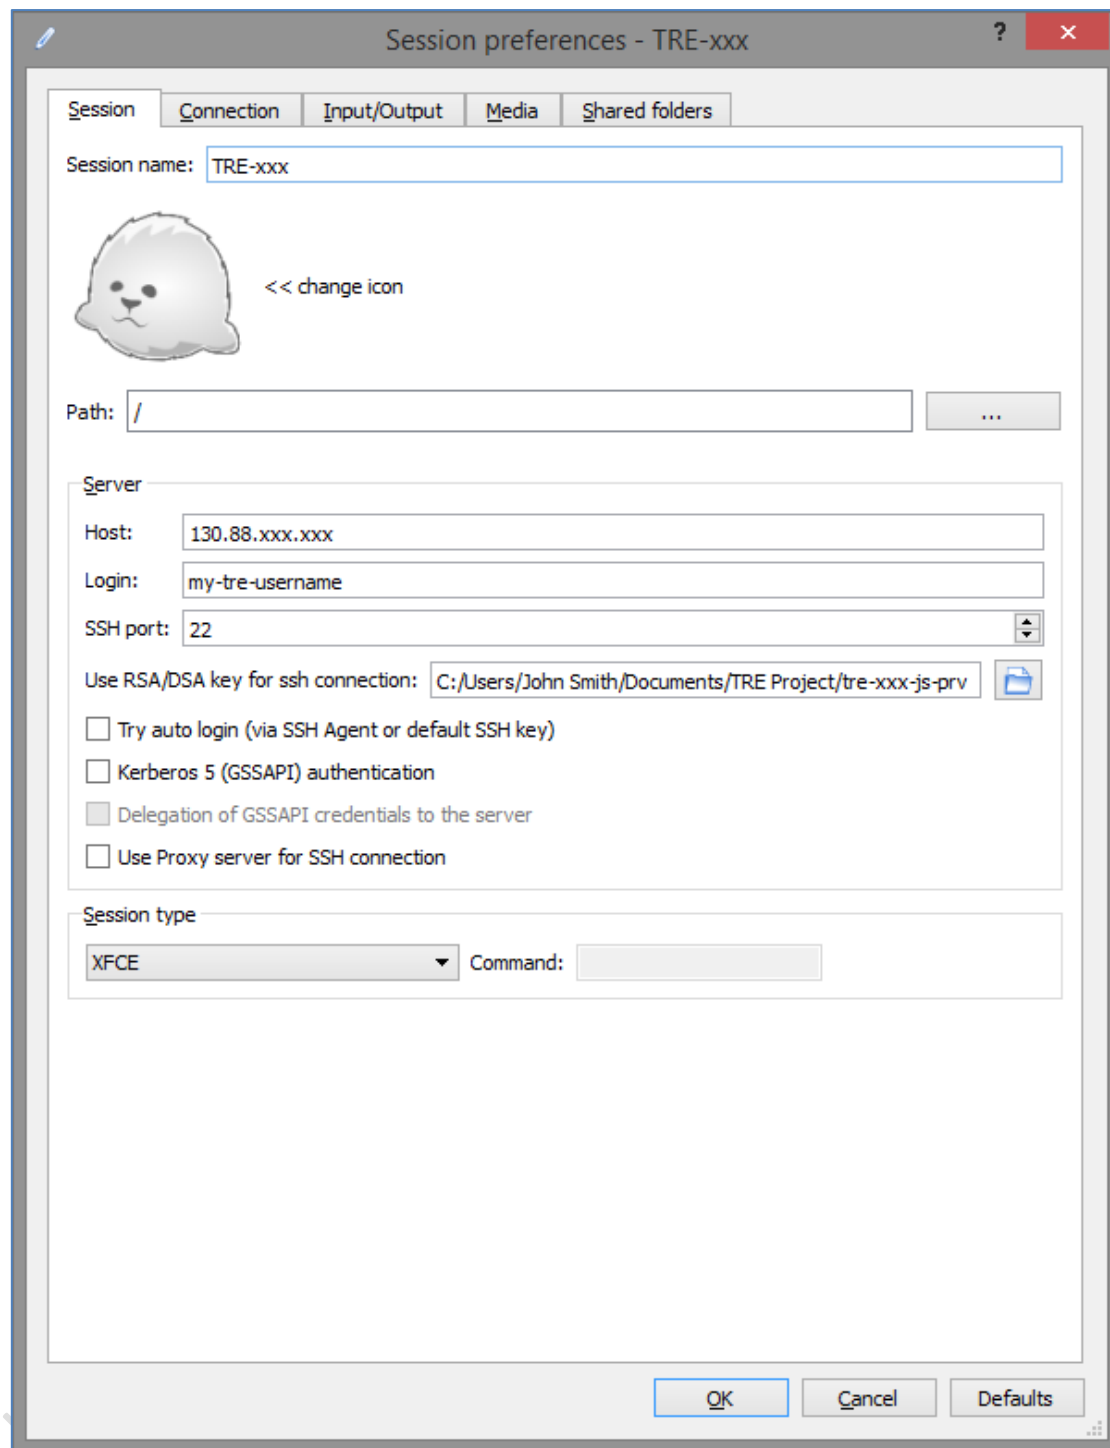 Session preferences - TRE-xxx
? ×
Session Connection Input/Output Media Shared folders
Session name: TRE-xxx
<< change icon
Path: / ...
Server
Host: 130.88.xxx.xxx
Login: my-tre-username
SSH port: 22
Use RSA/DSA key for ssh connection: C:/Users/John Smith/Documents/TRE Project/tre-xxx-js-prv
Try auto login (via SSH Agent or default SSH key)
Kerberos 5 (GSSAPI) authentication
Delegation of GSSAPI credentials to the server
Use Proxy server for SSH connection
Session type
XFCE Command:
OK Cancel Defaults